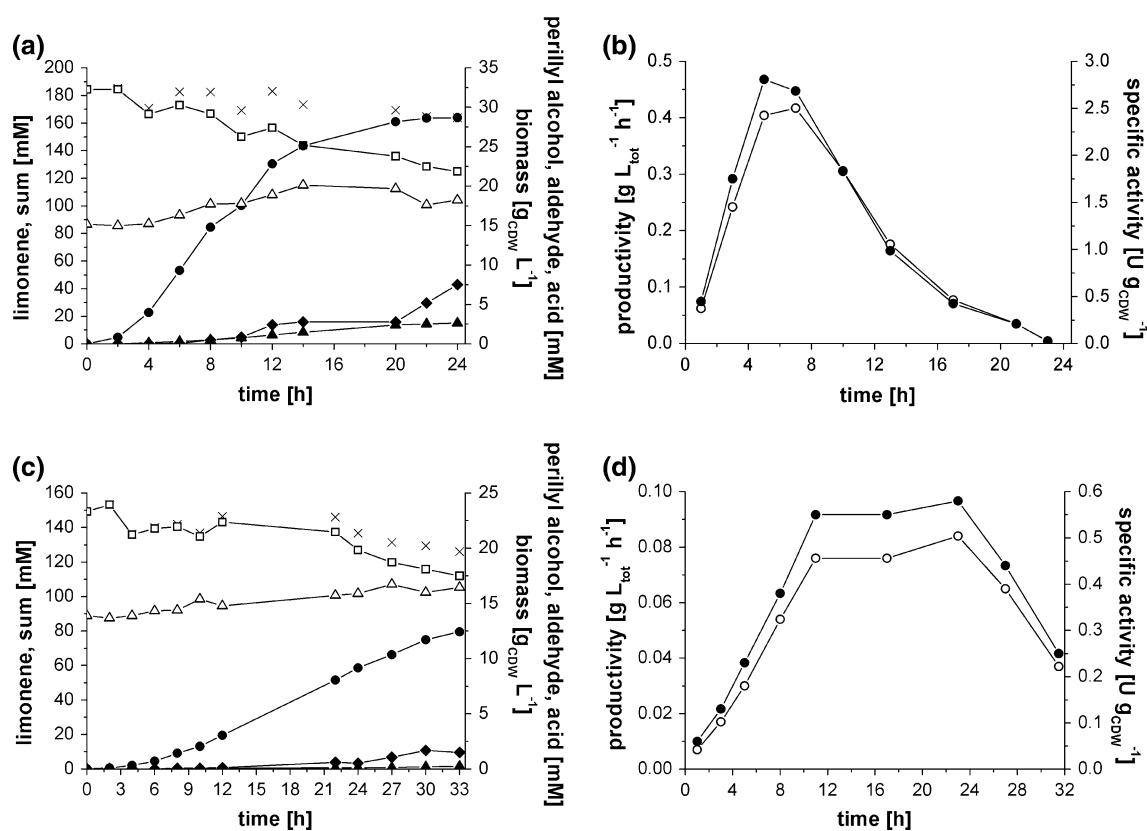 (a)
200
180
160
140
120
100
80
60
40
20
0
limonene, sum [mM]
0 4 8 12 16 20 24
time [h]
35
30
25
20
15
10
5
0
biomass [gCDW L-1]
perillyl alcohol, aldehyde, acid [mM]
(b)
0.5
0.4
0.3
0.2
0.1
0.0
productivity [g Ltot-1 h-1]
0 4 8 12 16 20 24
time [h]
3.0
2.5
2.0
1.5
1.0
0.5
0.0
specific activity [U gCDW-1]
(c)
160
140
120
100
80
60
40
20
0
limonene, sum [mM]
0 3 6 9 12 15 18 21 24 27 30 33
time [h]
25
20
15
10
5
0
biomass [gCDW L-1]
perillyl alcohol, aldehyde, acid [mM]
(d)
0.10
0.08
0.06
0.04
0.02
0.00
productivity [g Ltot-1 h-1]
0 4 8 12 16 20 24 28 32
time [h]
0.6
0.5
0.4
0.3
0.2
0.1
0.0
specific activity [U gCDW-1]